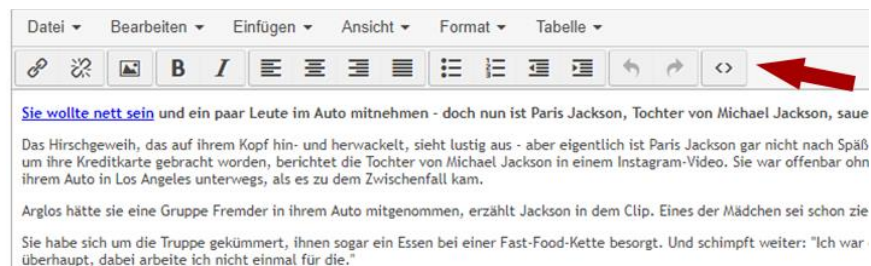 Datei Bearbeiten Einfügen Ansicht Format Tabelle
B I
Sie wollte nett sein und ein paar Leute im Auto mitnehmen - doch nun ist Paris Jackson, Tochter von Michael Jackson, saue
Das Hirschgeweih, das auf ihrem Kopf hin- und herwackelt, sieht lustig aus - aber eigentlich ist Paris Jackson gar nicht nach Späß
um ihre Kreditkarte gebracht worden, berichtet die Tochter von Michael Jackson in einem Instagram-Video. Sie war offenbar ohn
ihrem Auto in Los Angeles unterwegs, als es zu dem Zwischenfall kam.
Arglos hätte sie eine Gruppe Fremder in ihrem Auto mitgenommen, erzählt Jackson in dem Clip. Eines der Mädchen sei schon zie
Sie habe sich um die Truppe gekümmert, ihnen sogar ein Essen bei einer Fast-Food-Kette besorgt. Und schimpft weiter: "Ich war
überhaupt, dabei arbeite ich nicht einmal für die."